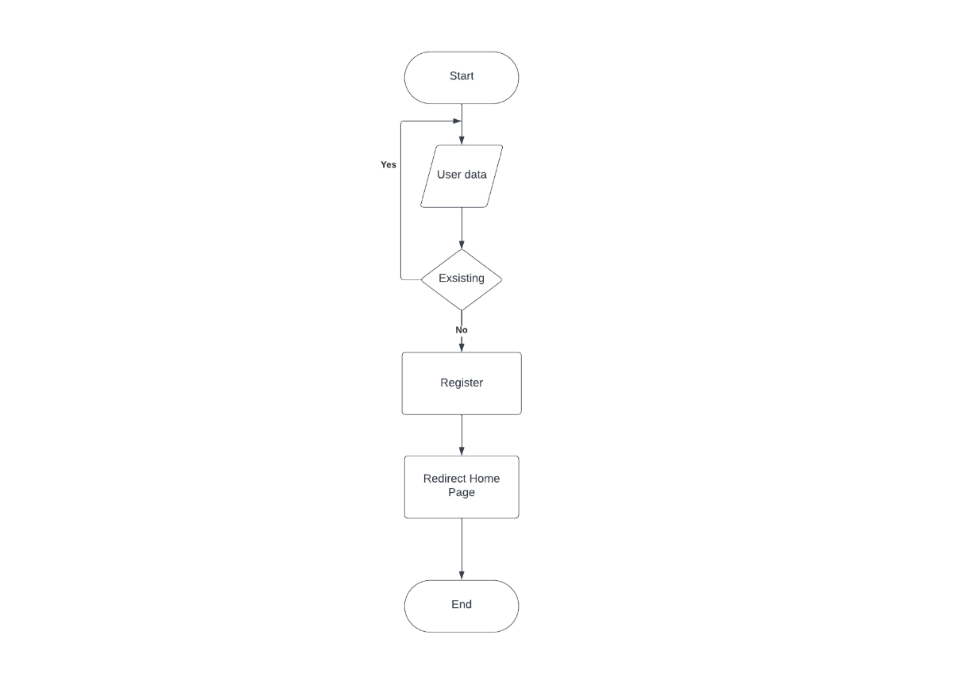 Start
Yes
User data
Exsisting
No
Register
Redirect Home
Page
End